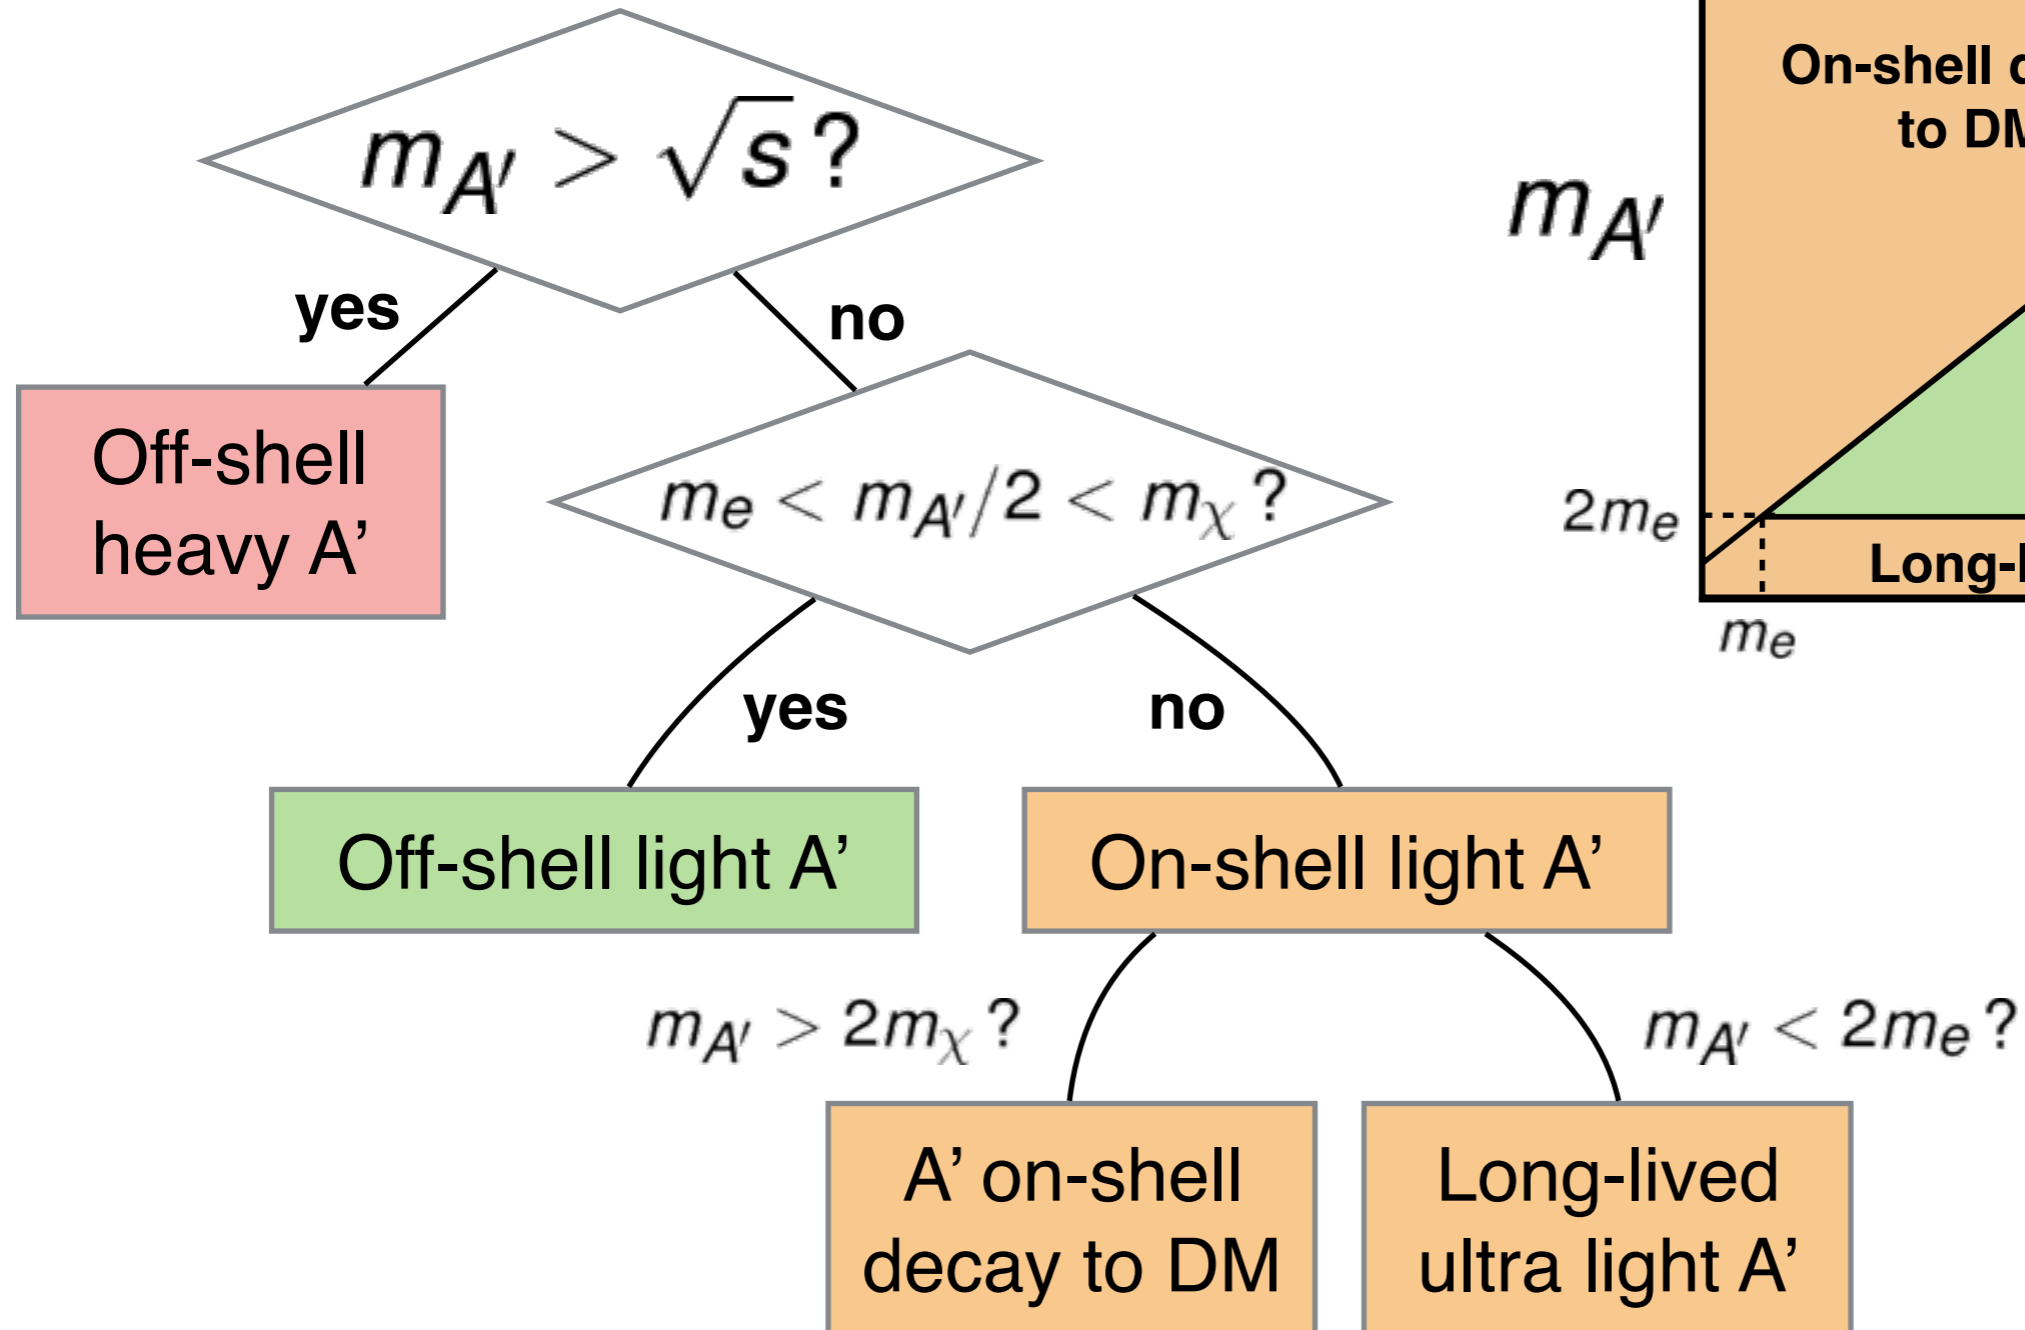 m_{A'} > √s ?
yes
no
Off-shell
heavy A’
m_e < m_{A'}/2 < m_χ ?
yes
no
Off-shell light A’
On-shell light A’
m_{A'} > 2m_χ ?
m_{A'} < 2m_e ?
A’ on-shell
decay to DM
Long-lived
ultra light A’
On-shell
to DM
m_{A'}
2m_e
Long-
m_e